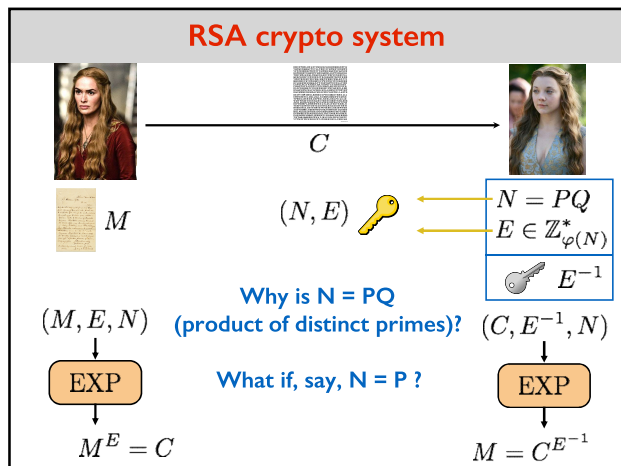 RSA crypto system
C
M
(N, E)
N = PQ
E ∈ ℤ*_φ(N)
E⁻¹
Why is N = PQ
(product of distinct primes)?
What if, say, N = P ?
(M, E, N)
EXP
M^E = C
(C, E⁻¹, N)
EXP
M = C^{E⁻¹}